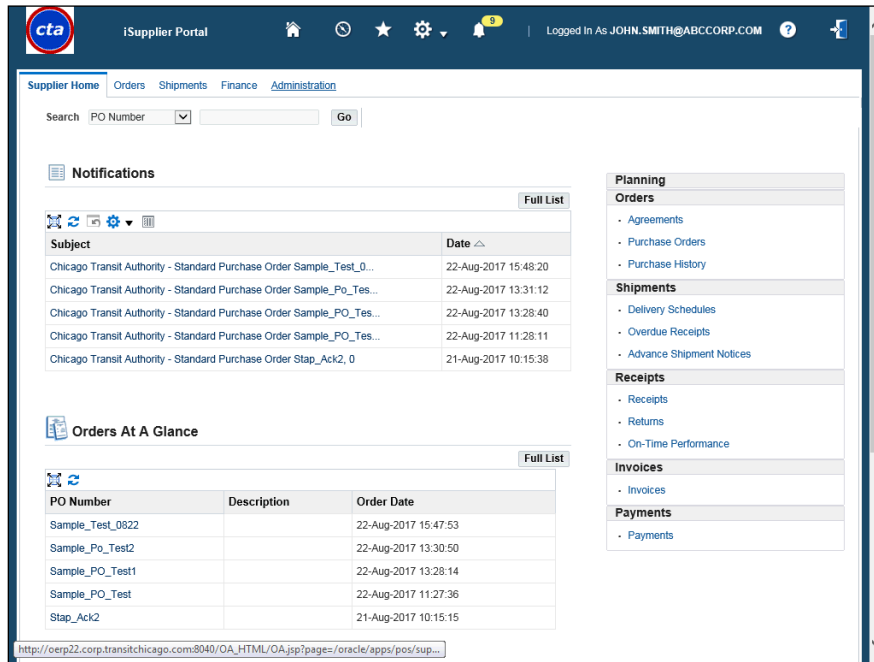 cta iSupplier Portal 9 | Logged In As JOHN.SMITH@ABCCORP.COM ?
Supplier Home Orders Shipments Finance Administration
Search PO Number Go
Notifications
Full List
Subject Date
Chicago Transit Authority - Standard Purchase Order Sample_Test_0... 22-Aug-2017 15:48:20
Chicago Transit Authority - Standard Purchase Order Sample_Po_Tes... 22-Aug-2017 13:31:12
Chicago Transit Authority - Standard Purchase Order Sample_PO_Tes... 22-Aug-2017 13:28:40
Chicago Transit Authority - Standard Purchase Order Sample_PO_Tes... 22-Aug-2017 11:28:11
Chicago Transit Authority - Standard Purchase Order Stap_Ack2, 0 21-Aug-2017 10:15:38
Orders At A Glance
Full List
PO Number Description Order Date
Sample_Test_0822 22-Aug-2017 15:47:53
Sample_Po_Test2 22-Aug-2017 13:30:50
Sample_PO_Test1 22-Aug-2017 13:28:14
Sample_PO_Test 22-Aug-2017 11:27:36
Stap_Ack2 21-Aug-2017 10:15:15
Planning
Orders
Agreements
Purchase Orders
Purchase History
Shipments
Delivery Schedules
Overdue Receipts
Advance Shipment Notices
Receipts
Receipts
Returns
On-Time Performance
Invoices
Invoices
Payments
Payments
http://oerp22.corp.transitchicago.com:8040/OA_HTML/OA.jsp?page=/oracle/apps/pos/sup...